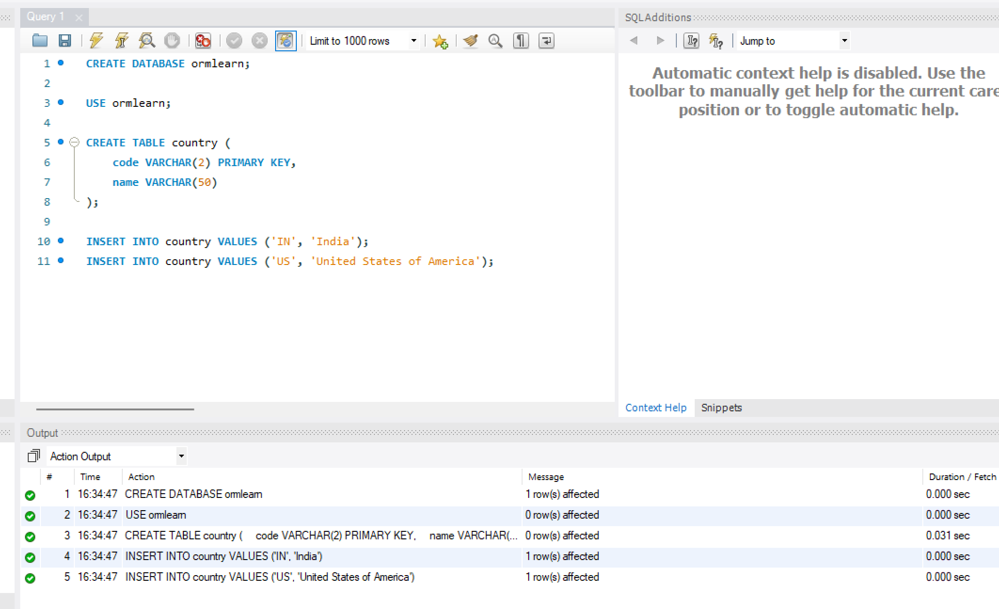 Query 1
Limit to 1000 rows
1 CREATE DATABASE ormlearn;
2
3 USE ormlearn;
4
5 CREATE TABLE country (
6 code VARCHAR(2) PRIMARY KEY,
7 name VARCHAR(50)
8 );
9
10 INSERT INTO country VALUES ('IN', 'India');
11 INSERT INTO country VALUES ('US', 'United States of America');
SQLAdditions
Jump to
Automatic context help is disabled. Use the
toolbar to manually get help for the current care
position or to toggle automatic help.
Context Help Snippets
Output
Action Output
# Time Action Message Duration / Fetch
1 16:34:47 CREATE DATABASE ormlearn 1 row(s) affected 0.000 sec
2 16:34:47 USE ormlearn 0 row(s) affected 0.000 sec
3 16:34:47 CREATE TABLE country ( code VARCHAR(2) PRIMARY KEY, name VARCHAR(... 0 row(s) affected 0.031 sec
4 16:34:47 INSERT INTO country VALUES ('IN', 'India') 1 row(s) affected 0.000 sec
5 16:34:47 INSERT INTO country VALUES ('US', 'United States of America') 1 row(s) affected 0.000 sec